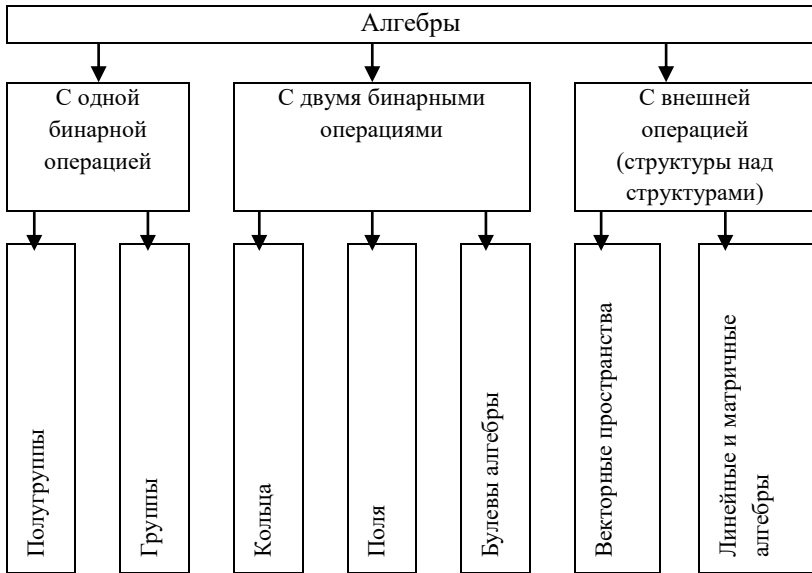 Алгебры
С одной
бинарной
операцией
С двумя бинарными
операциями
С внешней
операцией
(структуры над
структурами)
Полугруппы
Группы
Кольца
Поля
Булевы алгебры
Векторные пространства
Линейные и матричные
алгебры